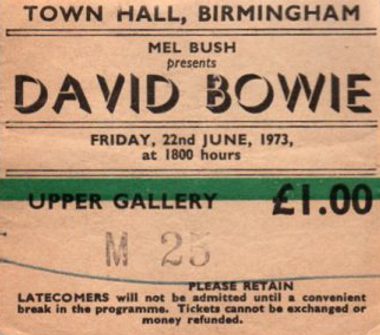 TOWN HALL, BIRMINGHAM
MEL BUSH
presents
DAVID BOWIE
FRIDAY, 22nd JUNE, 1973,
at 1800 hours
UPPER GALLERY £1.00
M 25
PLEASE RETAIN
LATECOMERS will not be admitted until a convenient
break in the programme. Tickets cannot be exchanged or
money refunded.